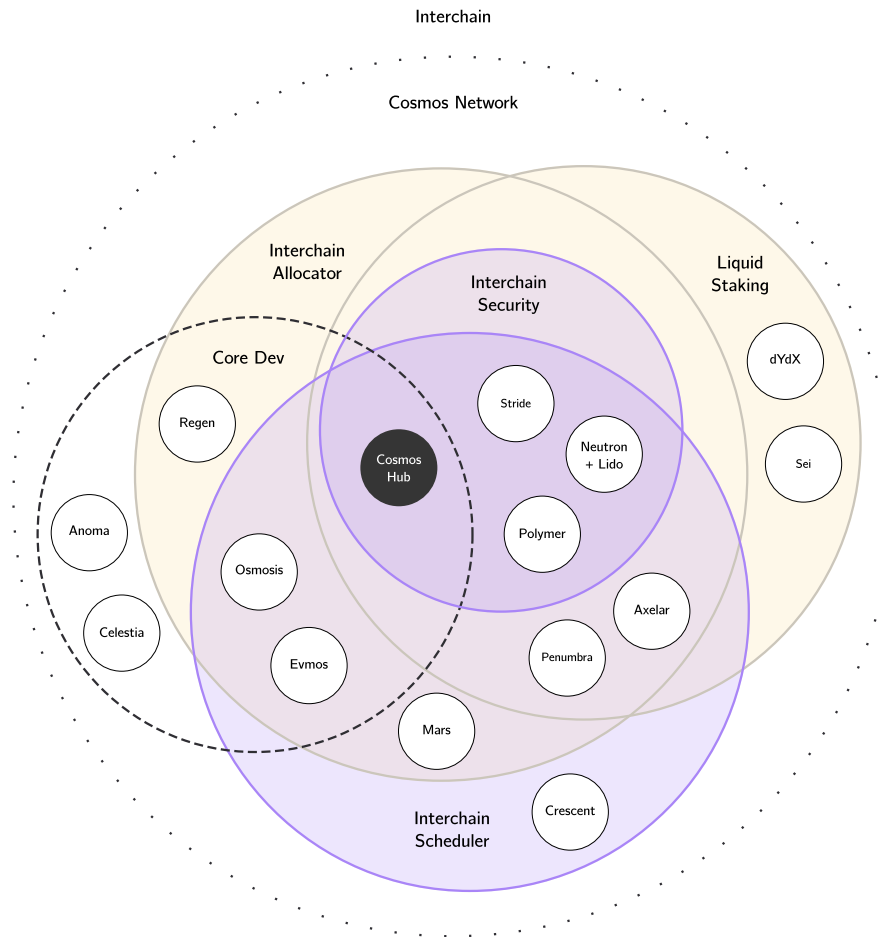 Interchain
Cosmos Network
Interchain
Allocator
Liquid
Staking
Interchain
Security
Core Dev
dYdX
Stride
Regen
Neutron
+ Lido
Cosmos
Hub
Sei
Anoma
Polymer
Osmosis
Axelar
Celestia
Penumbra
Evmos
Mars
Crescent
Interchain
Scheduler